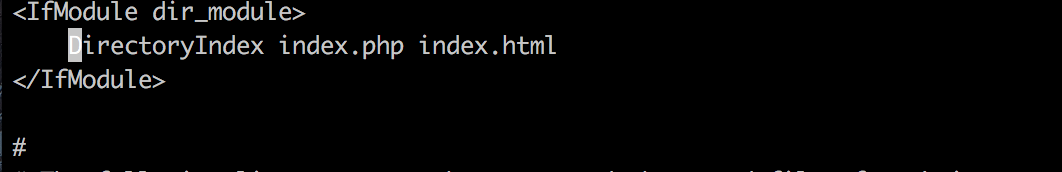 <IfModule dir_module>
    DirectoryIndex index.php index.html
</IfModule>
#